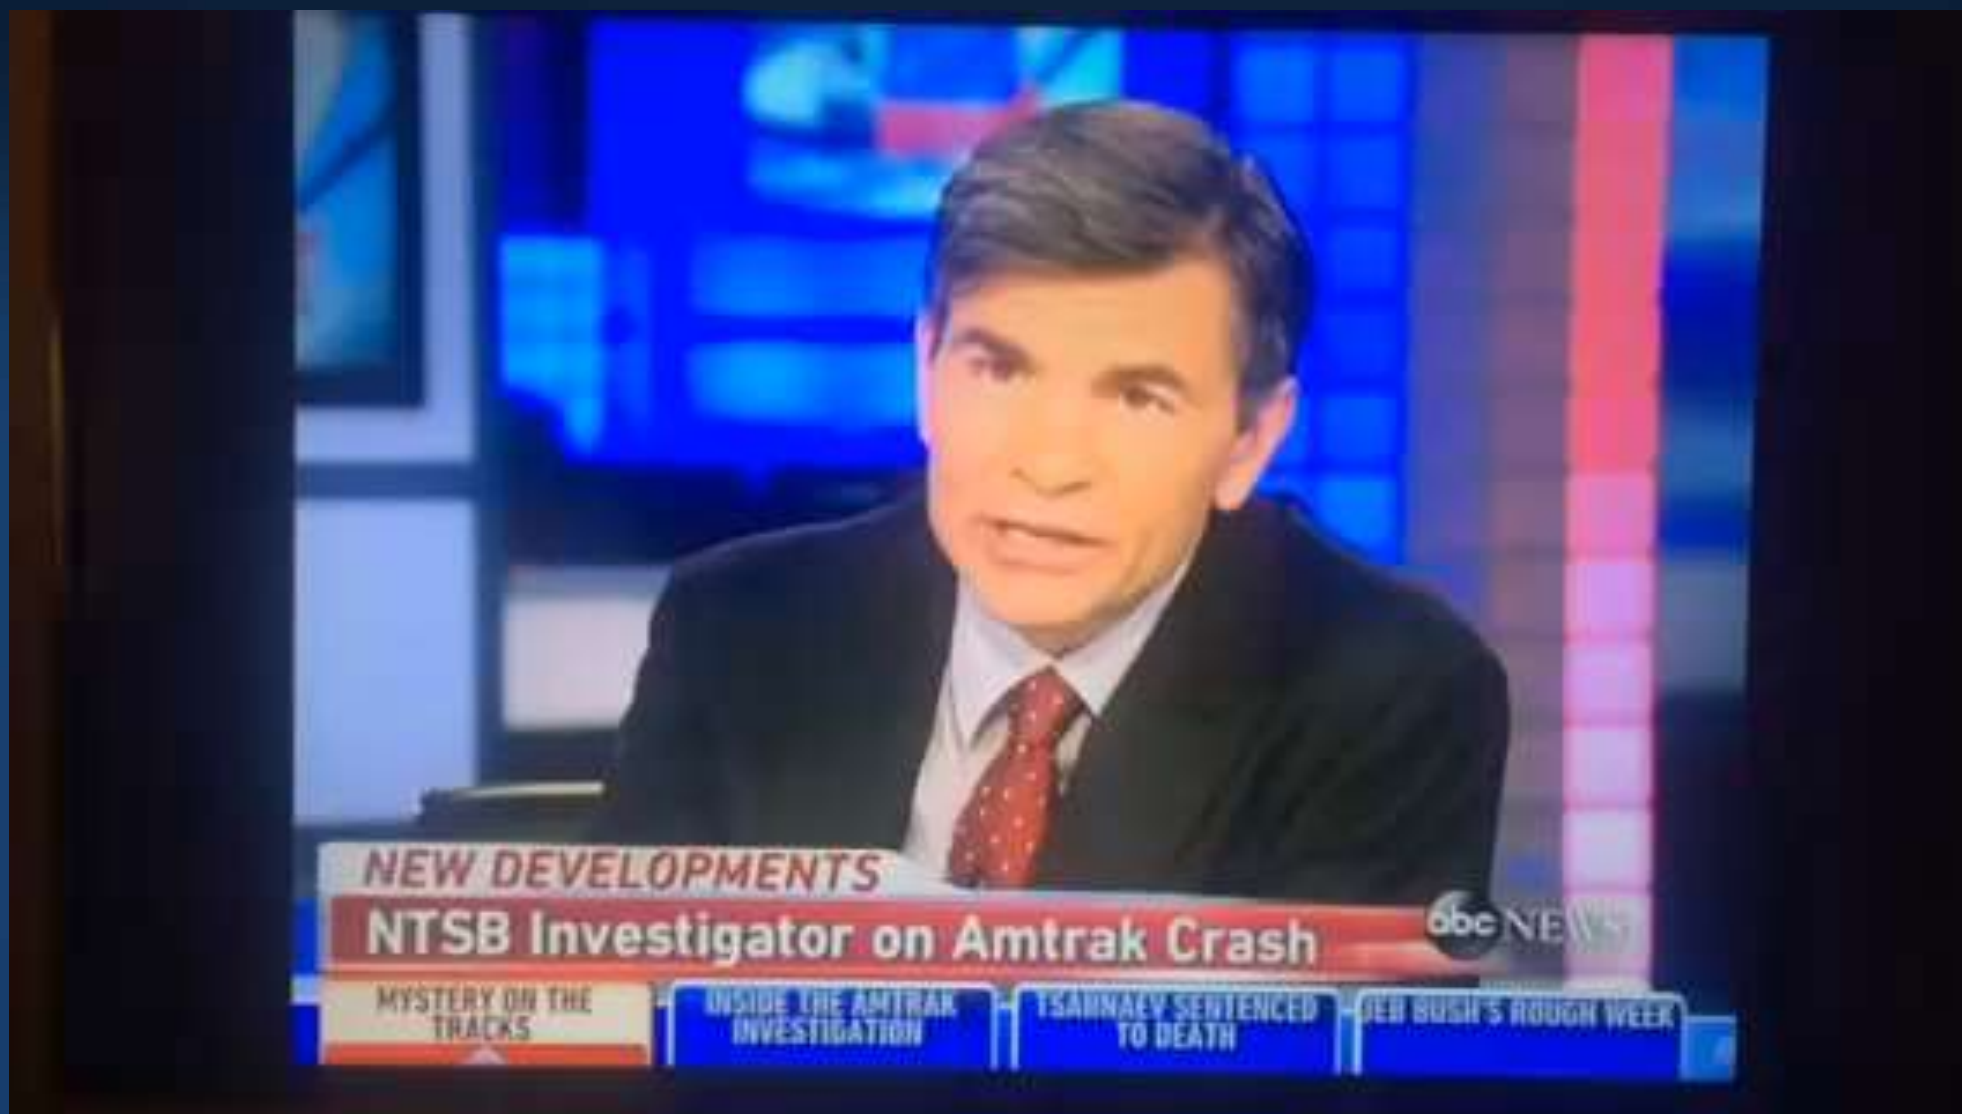 NEW DEVELOPMENTS
NTSB Investigator on Amtrak Crash
abc NEWS
MYSTERY ON THE
TRACKS
INSIDE THE AMTRAK
INVESTIGATION
TSARNAEV SENTENCED
TO DEATH
JEB BUSH'S ROUGH WEEK